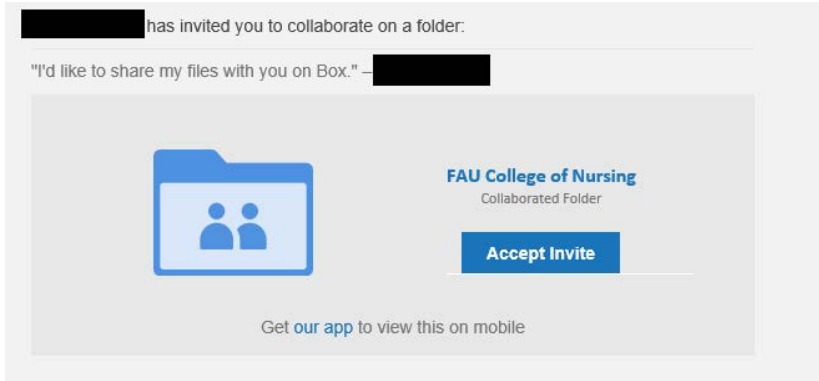 has invited you to collaborate on a folder:
"I'd like to share my files with you on Box." –
FAU College of Nursing
Collaborated Folder
Accept Invite
Get our app to view this on mobile